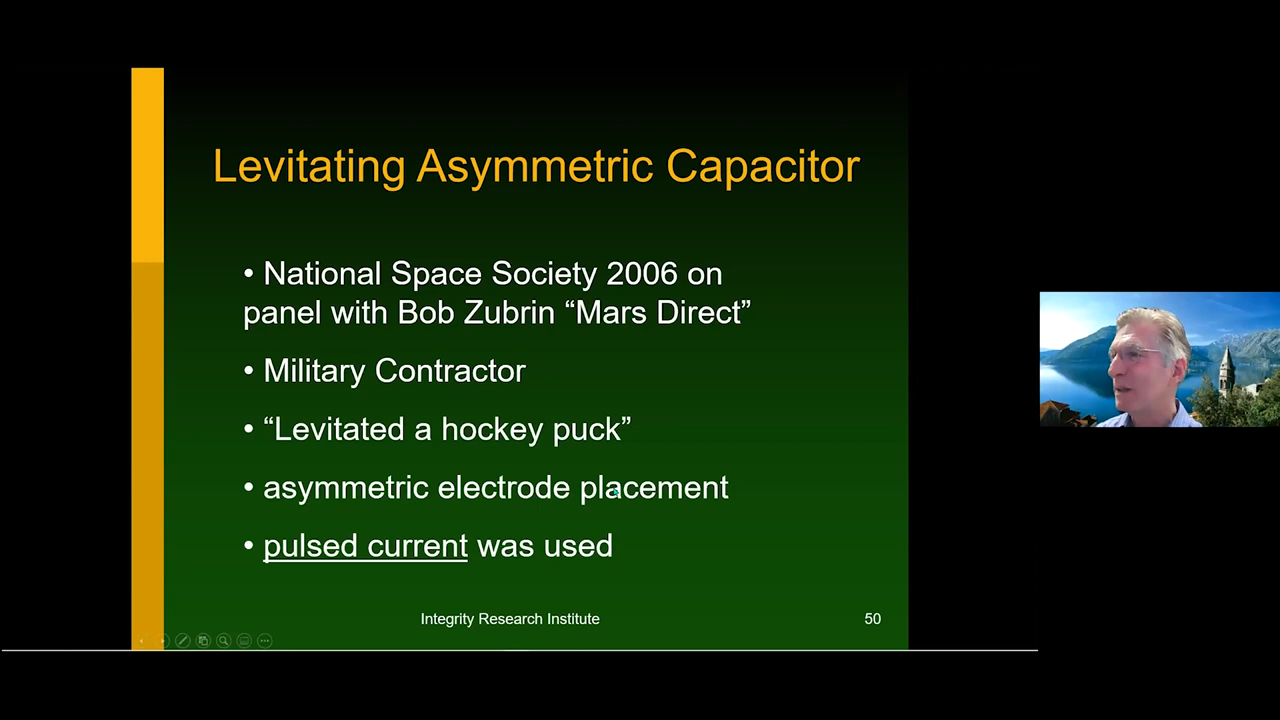 Levitating Asymmetric Capacitor
• National Space Society 2006 on
panel with Bob Zubrin “Mars Direct”
• Military Contractor
• “Levitated a hockey puck”
• asymmetric electrode placement
• pulsed current was used
Integrity Research Institute
50